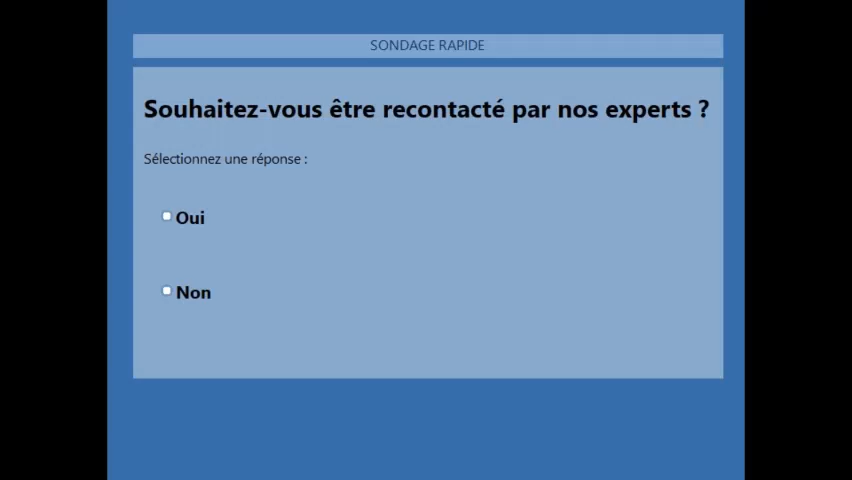 SONDAGE RAPIDE
Souhaitez-vous être recontacté par nos experts ?
Sélectionnez une réponse :
Oui
Non